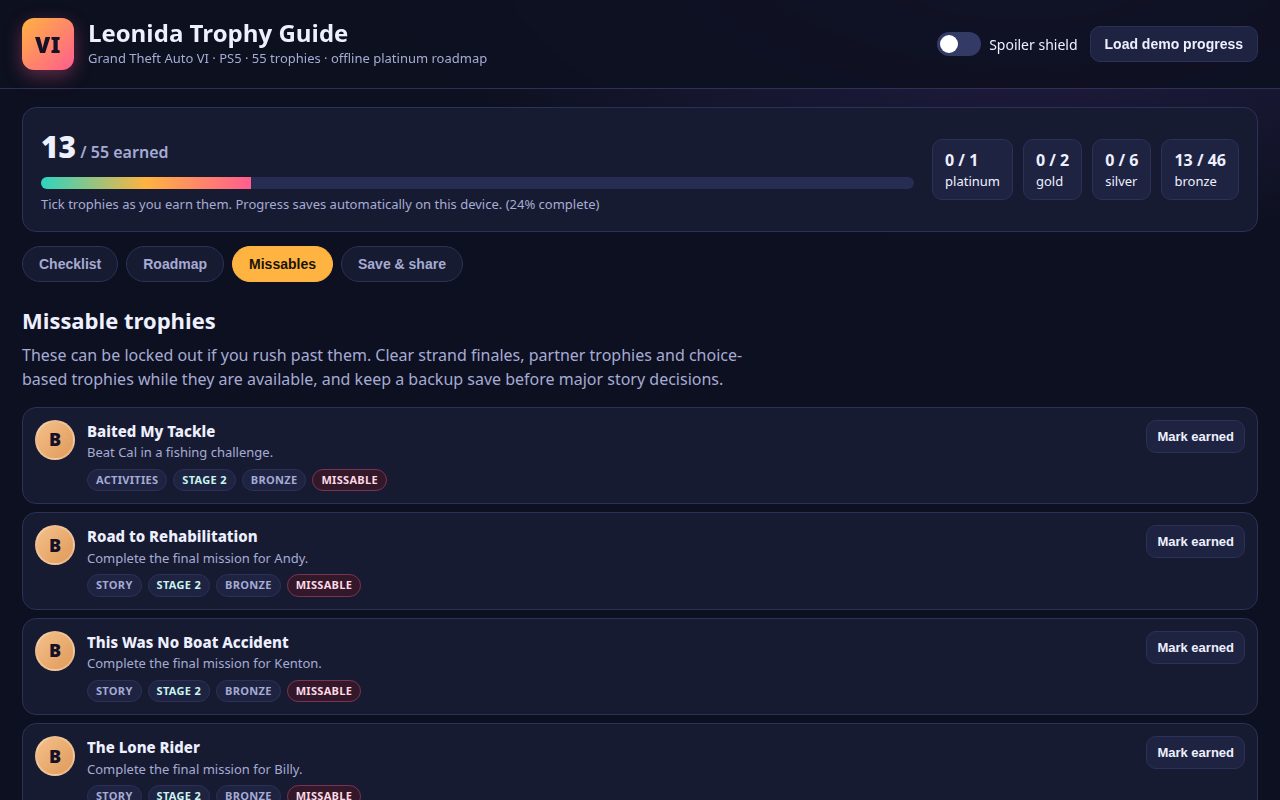 VI
Leonida Trophy Guide
Grand Theft Auto VI · PS5 · 55 trophies · offline platinum roadmap
Spoiler shield
Load demo progress
13 / 55 earned
Tick trophies as you earn them. Progress saves automatically on this device. (24% complete)
0 / 1
platinum
0 / 2
gold
0 / 6
silver
13 / 46
bronze
Checklist
Roadmap
Missables
Save & share
Missable trophies
These can be locked out if you rush past them. Clear strand finales, partner trophies and choice-
based trophies while they are available, and keep a backup save before major story decisions.
B
Baited My Tackle
Beat Cal in a fishing challenge.
ACTIVITIES STAGE 2 BRONZE MISSABLE
Mark earned
B
Road to Rehabilitation
Complete the final mission for Andy.
STORY STAGE 2 BRONZE MISSABLE
Mark earned
B
This Was No Boat Accident
Complete the final mission for Kenton.
STORY STAGE 2 BRONZE MISSABLE
Mark earned
B
The Lone Rider
Complete the final mission for Billy.
STORY STAGE 2 BRONZE MISSABLE
Mark earned